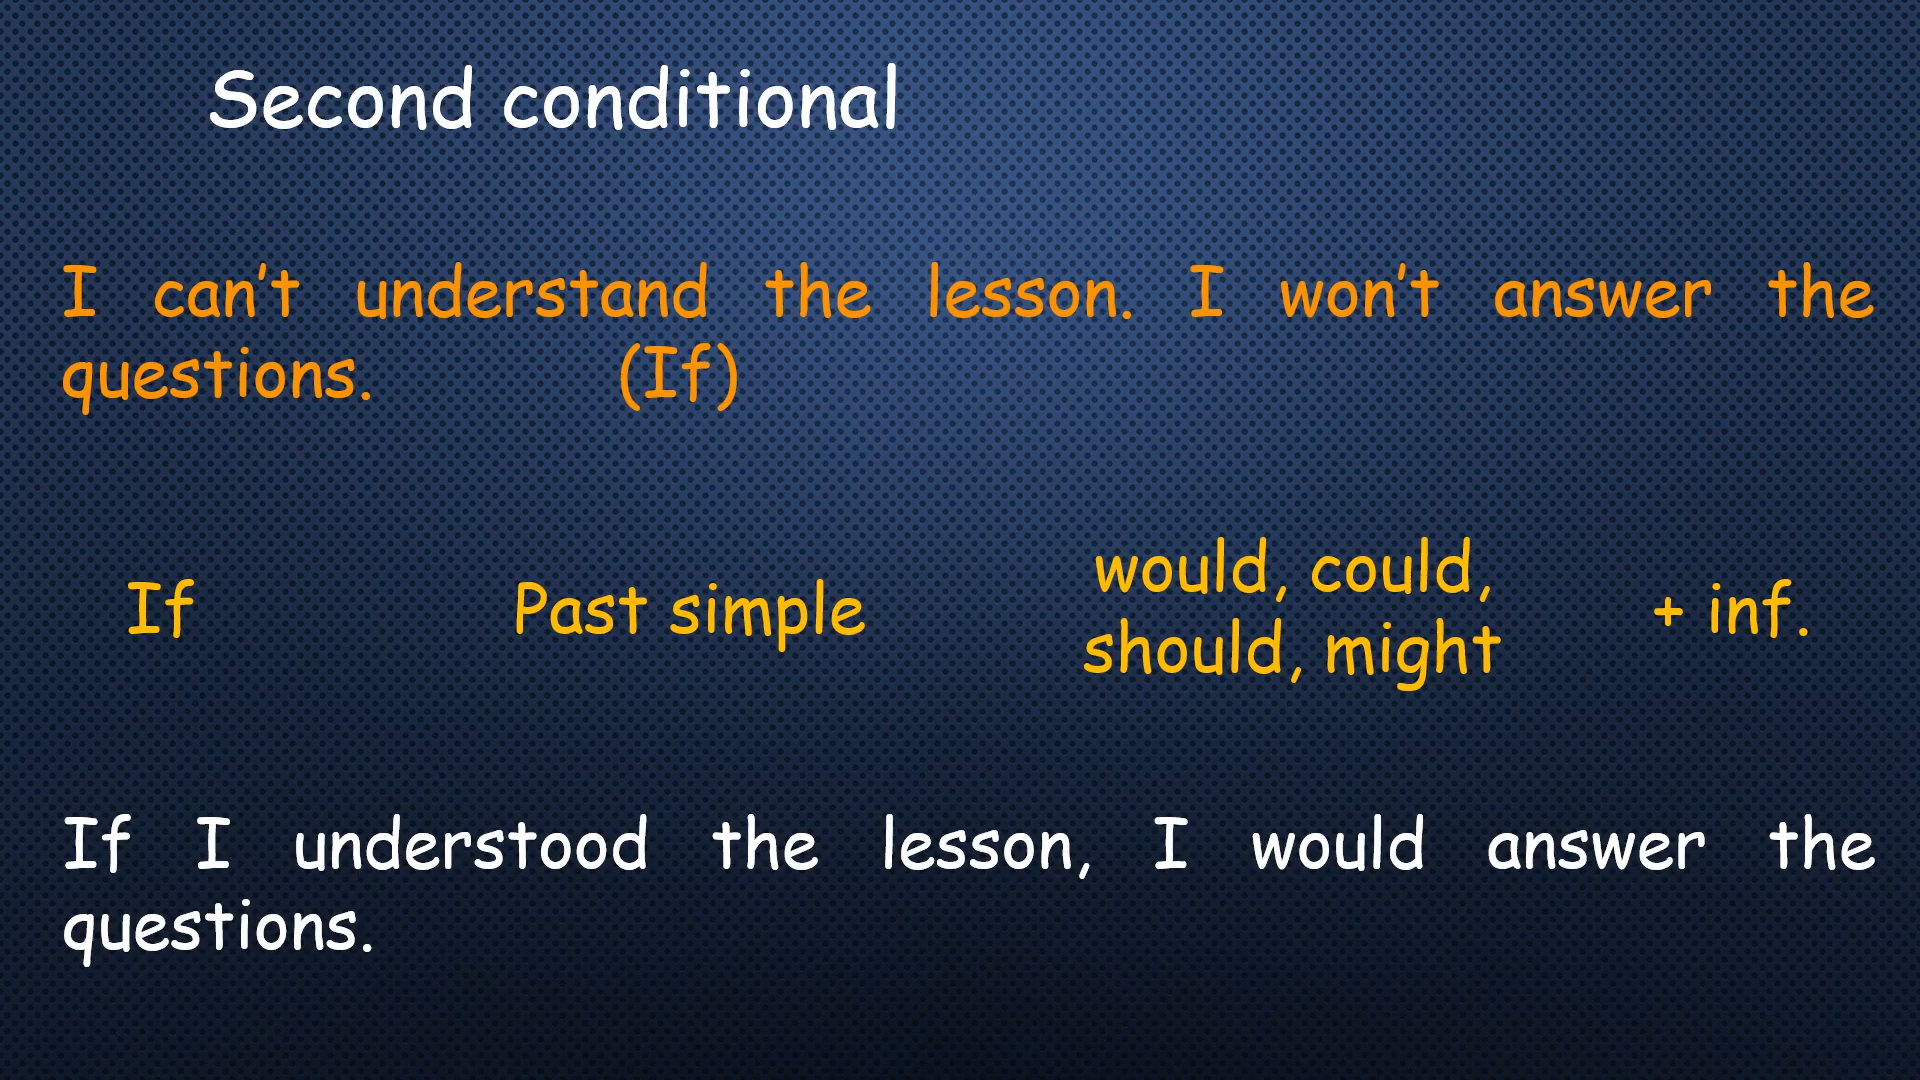 Second conditional
I can’t understand the lesson. I won’t answer the
questions. (If)
If Past simple would, could, should, might + inf.
If I understood the lesson, I would answer the
questions.